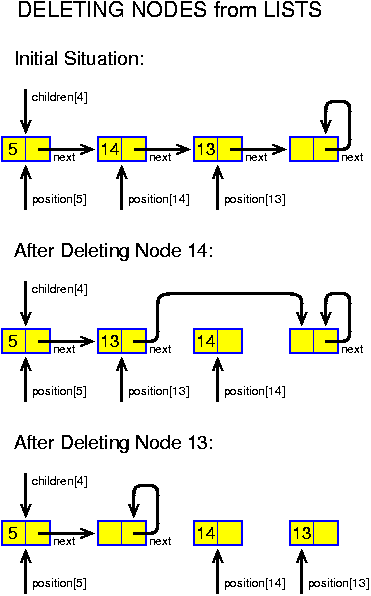 DELETING NODES from LISTS
Initial Situation:
children[4]
5 14 13
next next next next
position[5] position[14] position[13]
After Deleting Node 14:
children[4]
5 13 14
next next next
position[5] position[13] position[14]
After Deleting Node 13:
children[4]
5 14 13
next next
position[5] position[14] position[13]